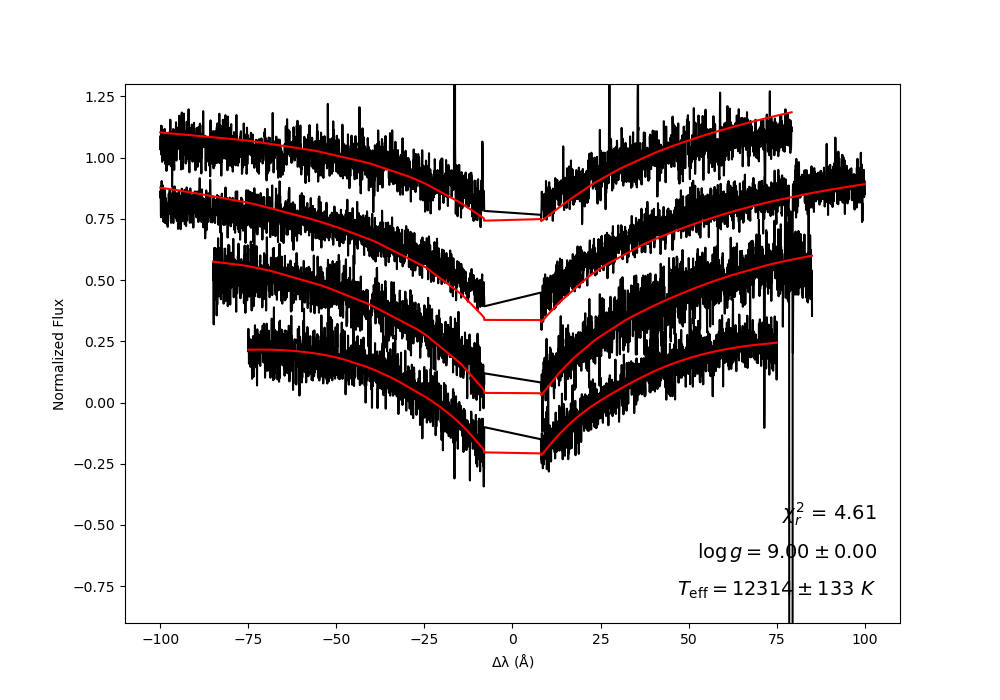 1.25
1.00
0.75
0.50
0.25
0.00
−0.25
−0.50
−0.75
Normalized Flux
χ²ᵣ = 4.61
log g = 9.00 ± 0.00
T_eff = 12314 ± 133 K
−100 −75 −50 −25 0 25 50 75 100
Δλ (Å)